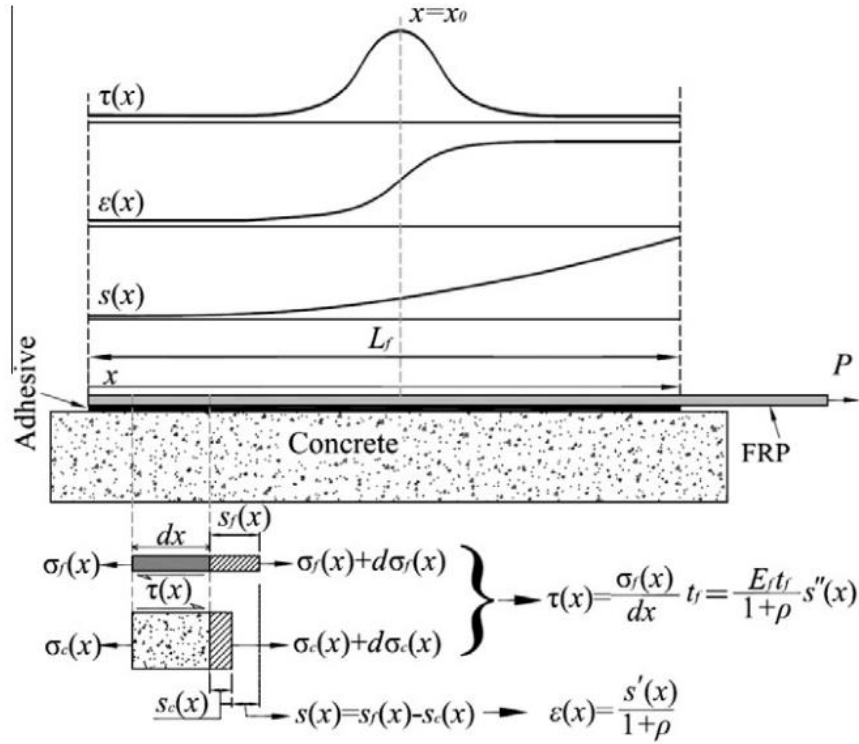 x=x₀
τ(x)
ε(x)
s(x)
L_f
x
P
Adhesive
Concrete
FRP
s_f(x)
dx
σ_f(x) σ_f(x)+dσ_f(x)
τ(x)
τ(x)=σ_f(x)/dx t_f=E_f t_f/1+ρ s″(x)
σ_c(x) σ_c(x)+dσ_c(x)
s_c(x) s(x)=s_f(x)-s_c(x) ε(x)=s′(x)/1+ρ